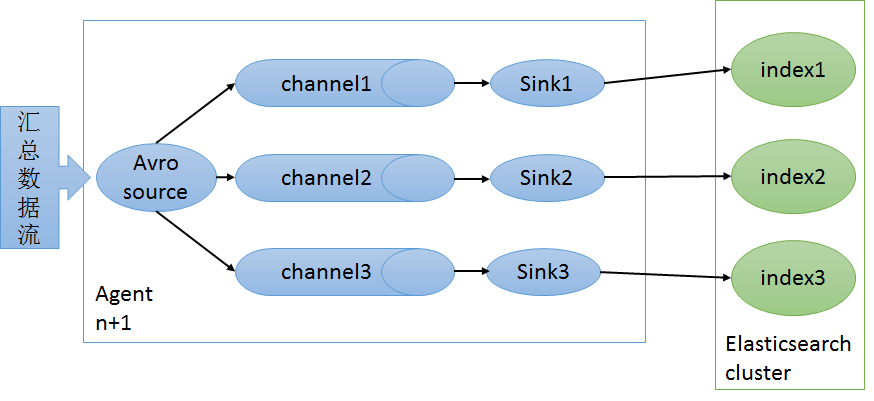 汇总数据流
Avro
source
channel1
Sink1
index1
channel2
Sink2
index2
channel3
Sink3
index3
Agent
n+1
Elasticsearch
cluster